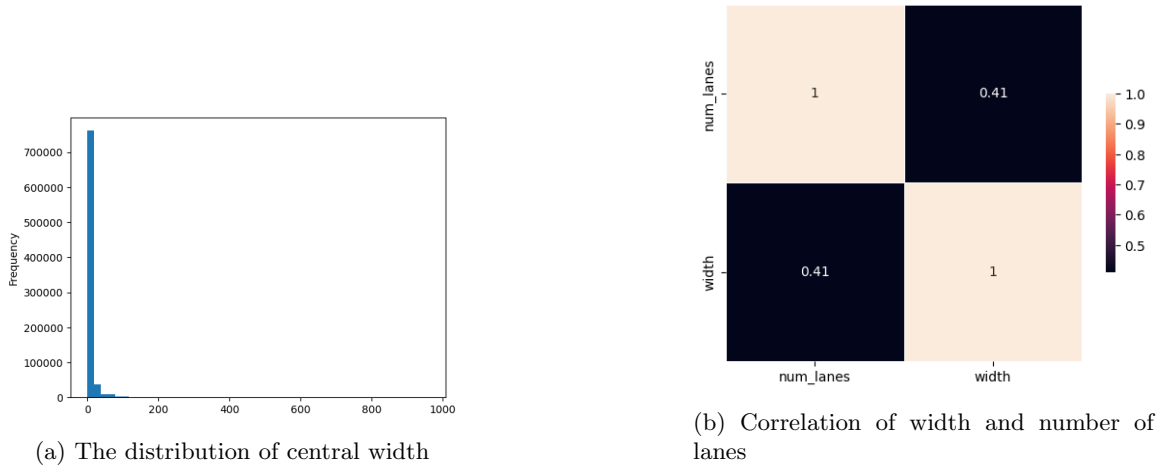 700000
600000
500000
400000
300000
200000
100000
0
Frequency
0 200 400 600 800 1000
(a) The distribution of central width
num_lanes
width
1 0.41
0.41 1
num_lanes width
1.0
0.9
0.8
0.7
0.6
0.5
(b) Correlation of width and number of
lanes